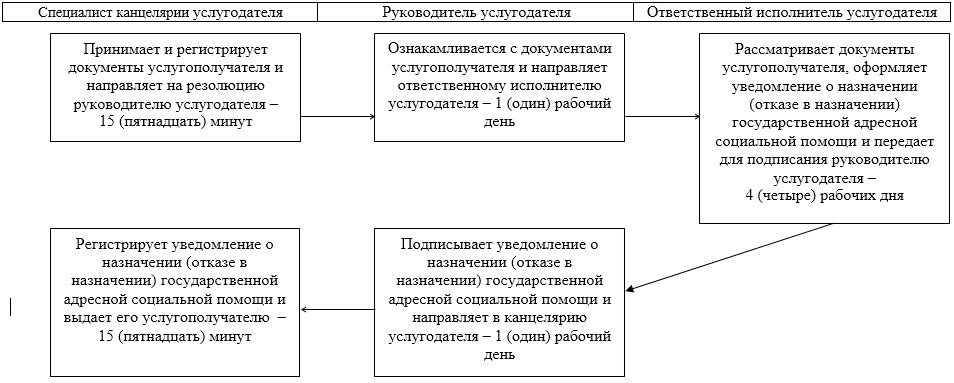 Специалист канцелярии услугодателя
Руководитель услугодателя
Ответственный исполнитель услугодателя
Принимает и регистрирует
документы услугополучателя и
направляет на резолюцию
руководителю услугодателя –
15 (пятнадцать) минут
Ознакамливается с документами
услугополучателя и направляет
ответственному исполнителю
услугодателя – 1 (один) рабочий
день
Рассматривает документы
услугополучателя, оформляет
уведомление о назначении
(отказе в назначении)
государственной адресной
социальной помощи и передает
для подписания руководителю
услугодателя –
4 (четыре) рабочих дня
Регистрирует уведомление о
назначении (отказе в
назначении) государственной
адресной социальной помощи и
выдает его услугополучателю –
15 (пятнадцать) минут
Подписывает уведомление о
назначении (отказе в
назначении) государственной
адресной социальной помощи и
направляет в канцелярию
услугодателя – 1 (один) рабочий
день